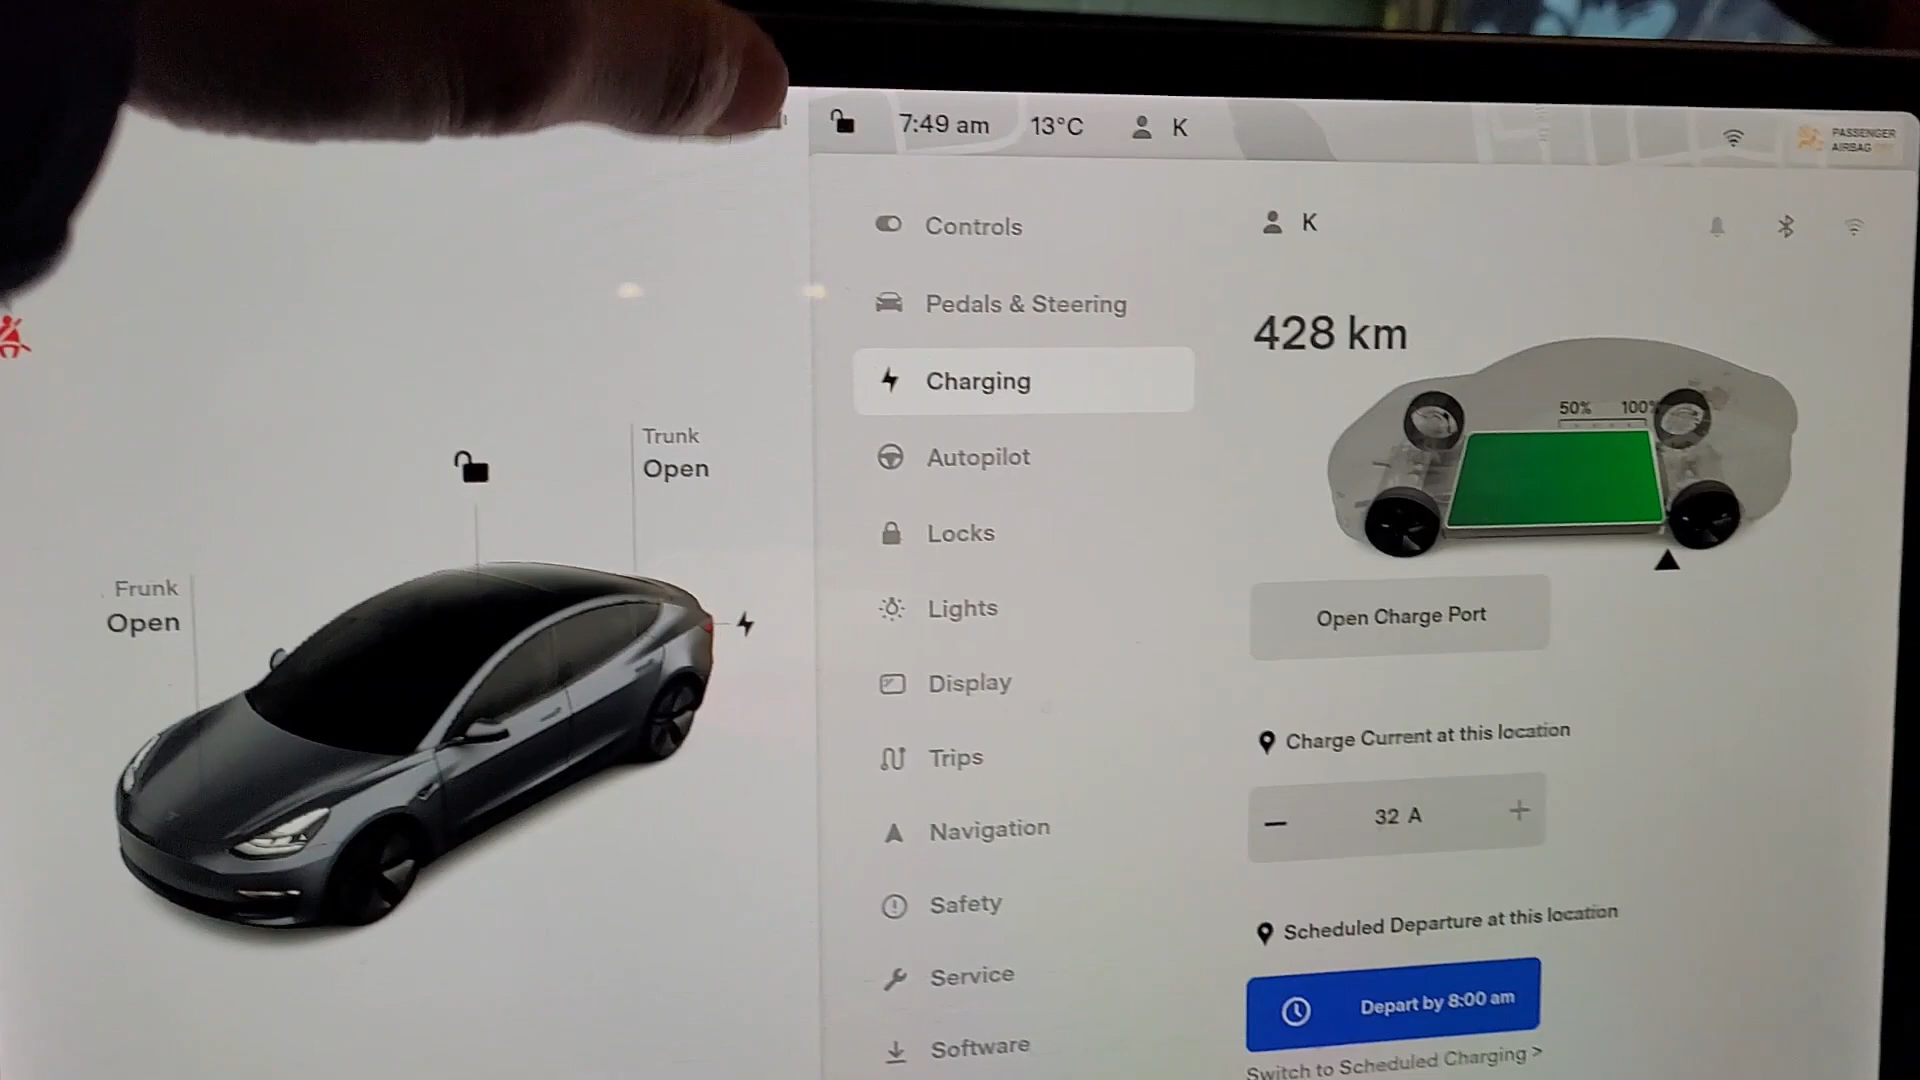 7:49 am
13°C
K
PASSENGER
AIRBAG
Controls
Pedals & Steering
Charging
Autopilot
Locks
Lights
Display
Trips
Navigation
Safety
Service
Software
K
428 km
50% 100%
Open Charge Port
Charge Current at this location
− 32 A +
Scheduled Departure at this location
Depart by 8:00 am
Switch to Scheduled Charging >
Trunk
Open
Frunk
Open